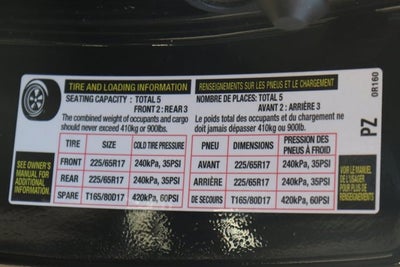 TIRE AND LOADING INFORMATION
SEATING CAPACITY : TOTAL 5
FRONT 2 : REAR 3
The combined weight of occupants and cargo
should never exceed 410kg or 900lbs.
SEE OWNER'S
MANUAL FOR
ADDITIONAL
INFORMATION
TIRE SIZE COLD TIRE PRESSURE
FRONT 225/65R17 240kPa, 35PSI
REAR 225/65R17 240kPa, 35PSI
SPARE T165/80D17 420kPa, 60PSI
RENSEIGNEMENTS SUR LES PNEUS ET LE CHARGEMENT
NOMBRE DE PLACES: TOTAL 5
AVANT 2 : ARRIÈRE 3
Le poids total des occupants et du chargement ne
doit jamais dépasser 410kg ou 900lb.
PNEU DIMENSIONS PRESSION DES
PNEUS À FROID
AVANT 225/65R17 240kPa, 35PSI
ARRIÈRE 225/65R17 240kPa, 35PSI
DE SECOURS T165/80D17 420kPa, 60PSI
VOIR LE MANUEL
DE L'USAGER
POUR PLUS DE
RENSEIGNEMENTS
0R160
PZ